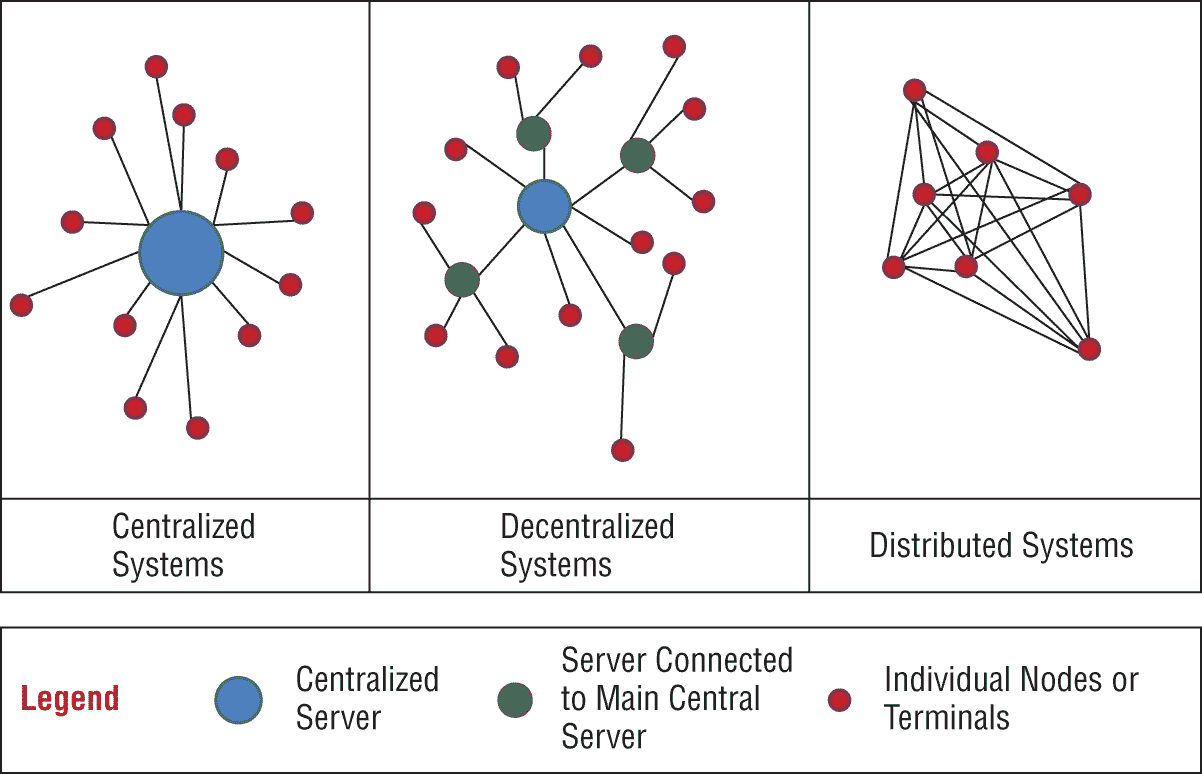 Centralized
Systems
Decentralized
Systems
Distributed Systems
Legend
Centralized
Server
Server Connected
to Main Central
Server
Individual Nodes or
Terminals